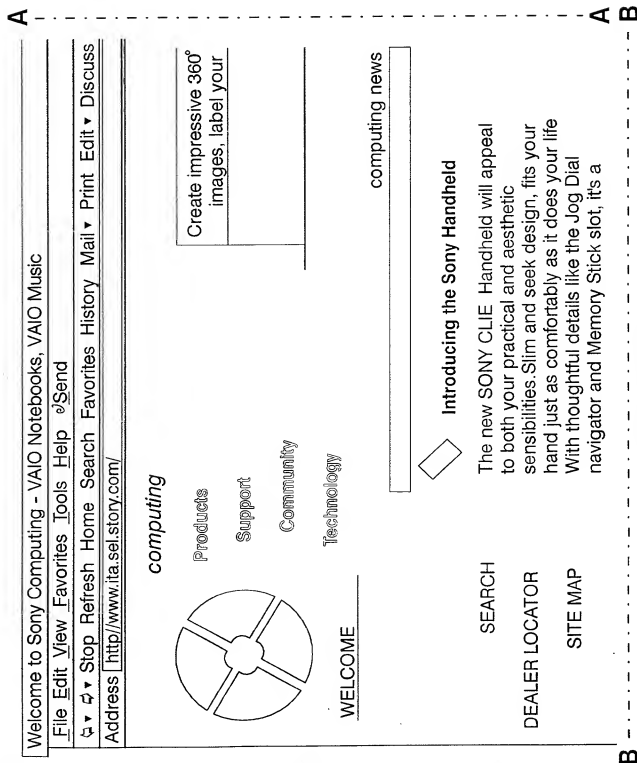 A
Welcome to Sony Computing - VAIO Notebooks, VAIO Music
File Edit View Favorites Tools Help Send
Stop Refresh Home Search Favorites History Mail Print Edit Discuss
Address http//www.ita.sel.story.com/
computing
Products
Support
Community
Technology
Create impressive 360°
images, label your
WELCOME
computing news
Introducing the Sony Handheld
SEARCH
DEALER LOCATOR
SITE MAP
The new SONY CLIE Handheld will appeal
to both your practical and aesthetic
sensibilities.Slim and seek design, fits your
hand just as comfortably as it does your life
With thoughtful details like the Jog Dial
navigator and Memory Stick slot, it's a
A
B
B